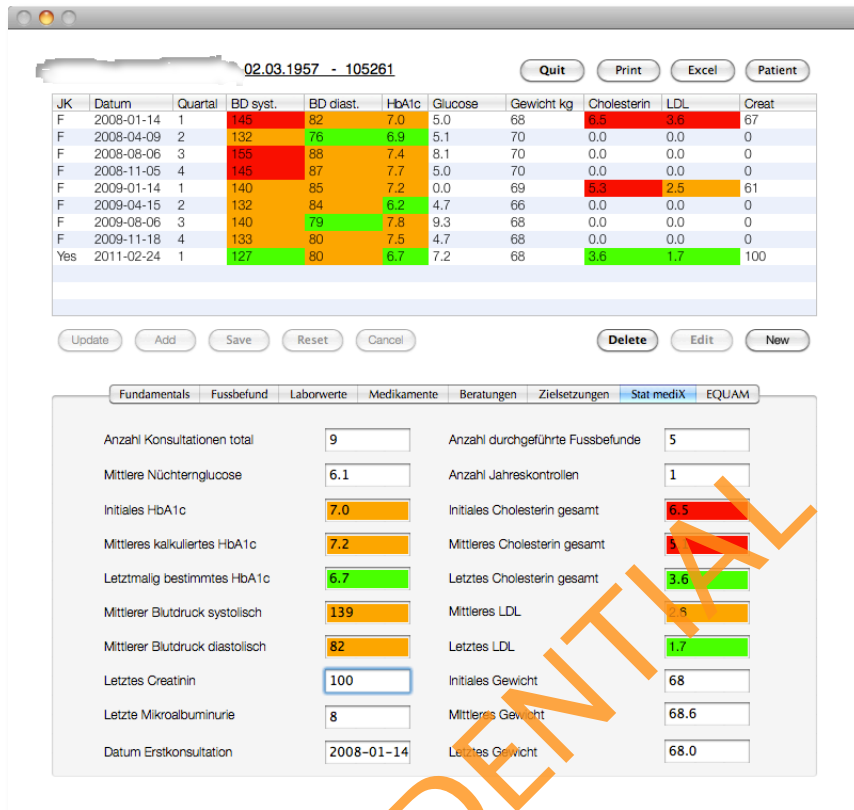 02.03.1957 - 105261
Quit Print Excel Patient
JK Datum Quartal BD syst. BD diast. HbA1c Glucose Gewicht kg Cholesterin LDL Creat
F 2008-01-14 1 145 82 7.0 5.0 68 6.5 3.6 67
F 2008-04-09 2 132 76 6.9 5.1 70 0.0 0.0 0
F 2008-08-06 3 155 88 7.4 8.1 70 0.0 0.0 0
F 2008-11-05 4 145 87 7.7 5.0 70 0.0 0.0 0
F 2009-01-14 1 140 85 7.2 0.0 69 5.3 2.5 61
F 2009-04-15 2 132 84 6.2 4.7 66 0.0 0.0 0
F 2009-08-06 3 140 79 7.8 9.3 68 0.0 0.0 0
F 2009-11-18 4 133 80 7.5 4.7 68 0.0 0.0 0
Yes 2011-02-24 1 127 80 6.7 7.2 68 3.6 1.7 100
Update Add Save Reset Cancel Delete Edit New
Fundamentals Fussbefund Laborwerte Medikamente Beratungen Zielsetzungen Stat mediX EQUAM
Anzahl Konsultationen total 9 Anzahl durchgeführte Fussbefunde 5
Mittlere Nüchternglucose 6.1 Anzahl Jahreskontrollen 1
Initiales HbA1c 7.0 Initiales Cholesterin gesamt 6.5
Mittleres kalkuliertes HbA1c 7.2 Mittleres Cholesterin gesamt
Letztmalig bestimmtes HbA1c 6.7 Letztes Cholesterin gesamt 3.6
Mittlerer Blutdruck systolisch 139 Mittleres LDL 2.8
Mittlerer Blutdruck diastolisch 82 Letztes LDL 1.7
Letztes Creatinin 100 Initiales Gewicht 68
Letzte Mikroalbuminurie 8 Mittleres Gewicht 68.6
Datum Erstkonsultation 2008-01-14 Letztes Gewicht 68.0
DENTIAL